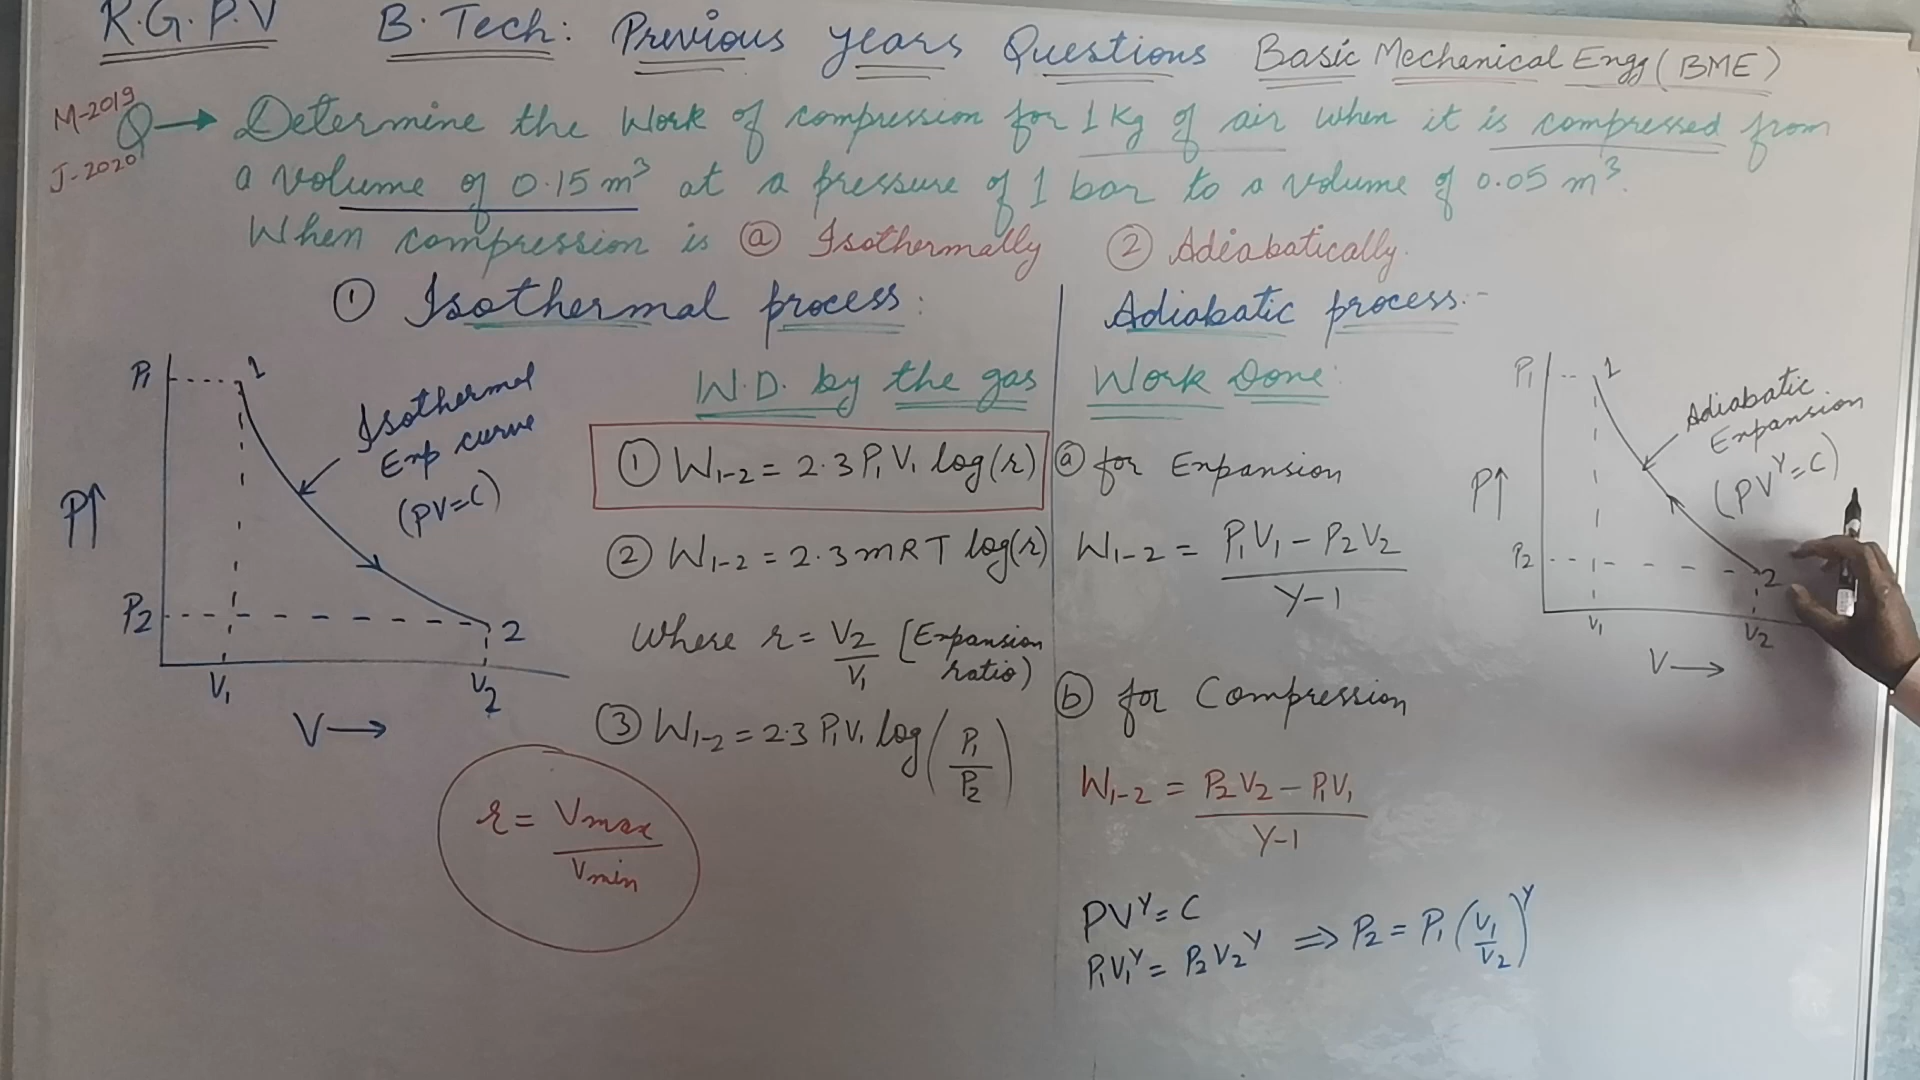 R.G.P.V B.Tech: Previous years Questions Basic Mechanical Engg (BME)
M-2019
J-2020
Q → Determine the Work of compression for 1 Kg of air when it is compressed from
a volume of 0.15 m³ at a pressure of 1 bar to a volume of 0.05 m³.
When compression is ⓐ Isothermally ② Adiabatically.
① Isothermal process:
P₁
1
Isothermal
Exp curve
(PV=C)
P↑
P₂
2
V₁
V₂
V→
W.D. by the gas
① W₁₋₂ = 2.3 P₁V₁ log(r)
② W₁₋₂ = 2.3 mRT log(r)
Where r = V₂/V₁ [Expansion
ratio)
③ W₁₋₂ = 2.3 P₁V₁ log(P₁/P₂)
r = Vmax/Vmin
Adiabatic process:-
Work Done:
ⓐ for Expansion
W₁₋₂ = (P₁V₁ - P₂V₂)/(γ-1)
ⓑ for Compression
W₁₋₂ = (P₂V₂ - P₁V₁)/(γ-1)
PV^γ = C
P₁V₁^γ = P₂V₂^γ ⇒ P₂ = P₁(V₁/V₂)^γ
P₁
1
Adiabatic
Expansion
(PV^γ=C)
P↑
P₂
2
V₁
V₂
V→